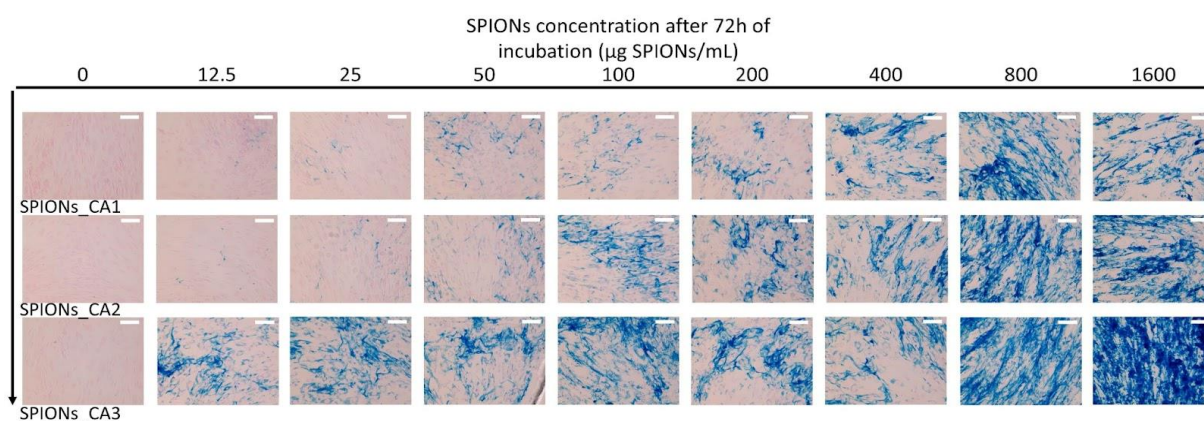 SPIONs concentration after 72h of
incubation (µg SPIONs/mL)
0 12.5 25 50 100 200 400 800 1600
SPIONs_CA1
SPIONs_CA2
SPIONs_CA3